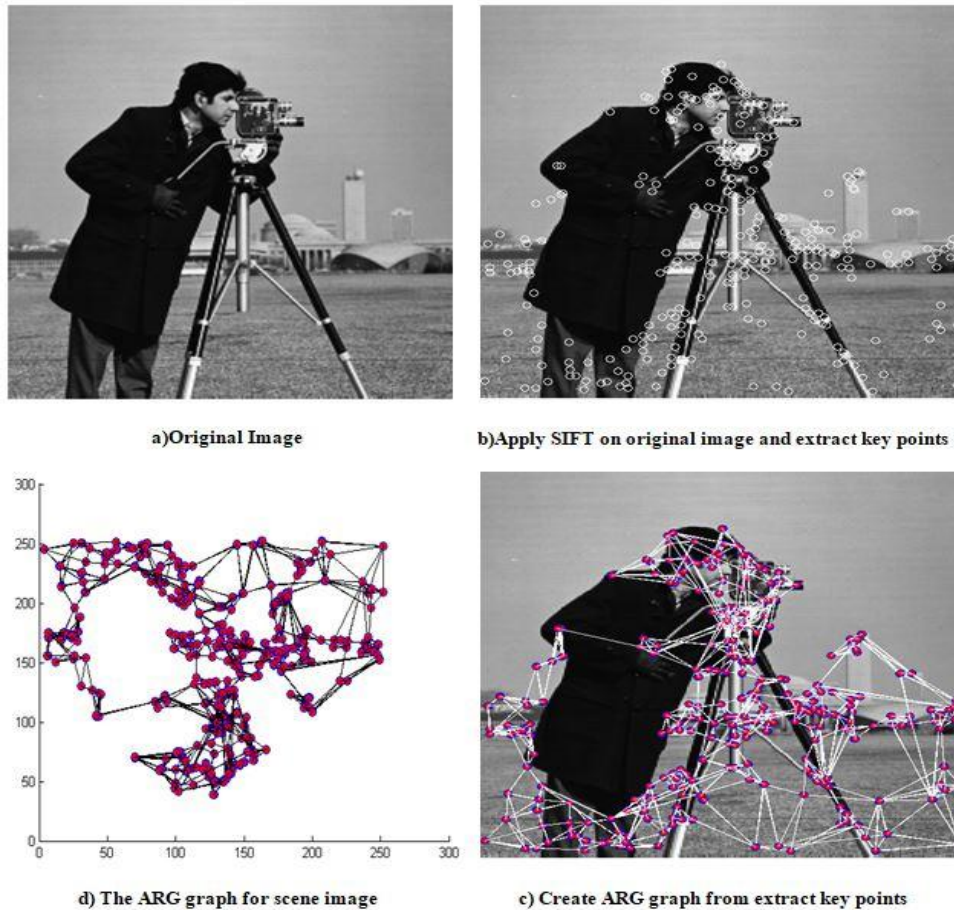 a)Original Image
b)Apply SIFT on original image and extract key points
300
250
200
150
100
50
0
0 50 100 150 200 250 300
d) The ARG graph for scene image
c) Create ARG graph from extract key points